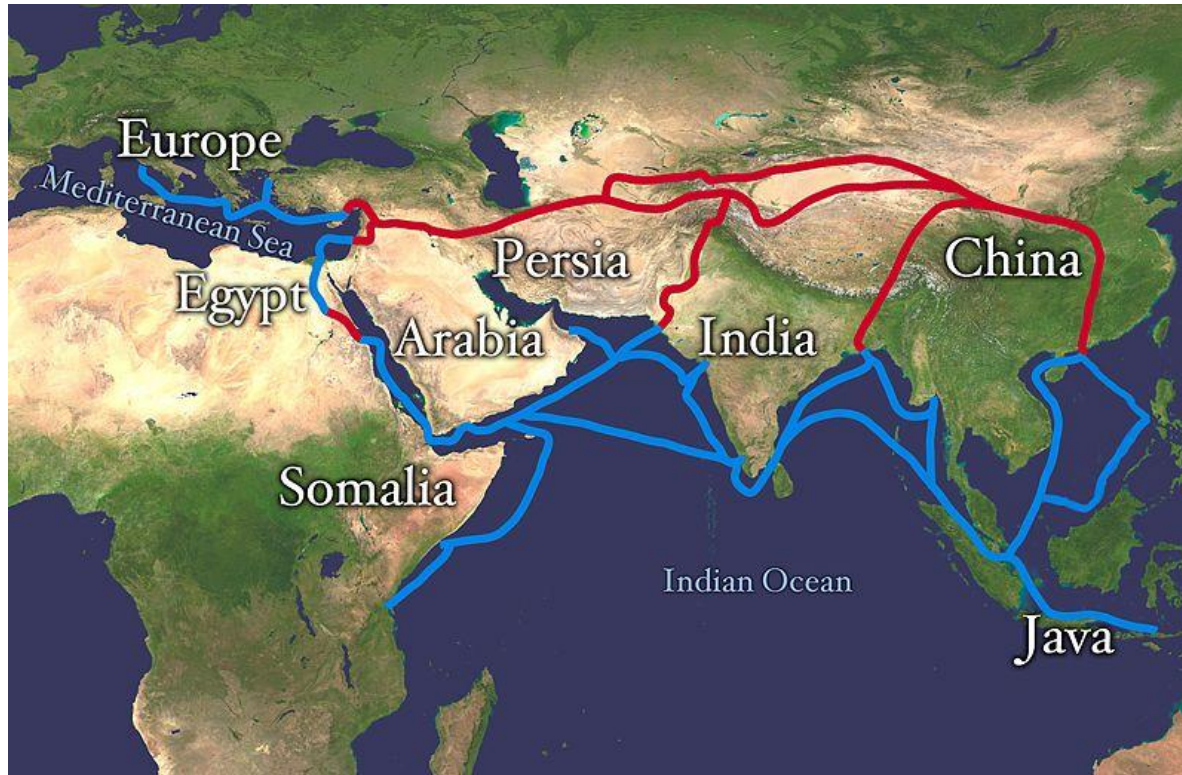 Europe
Mediterranean Sea
Egypt
Persia
China
Arabia
India
Somalia
Indian Ocean
Java